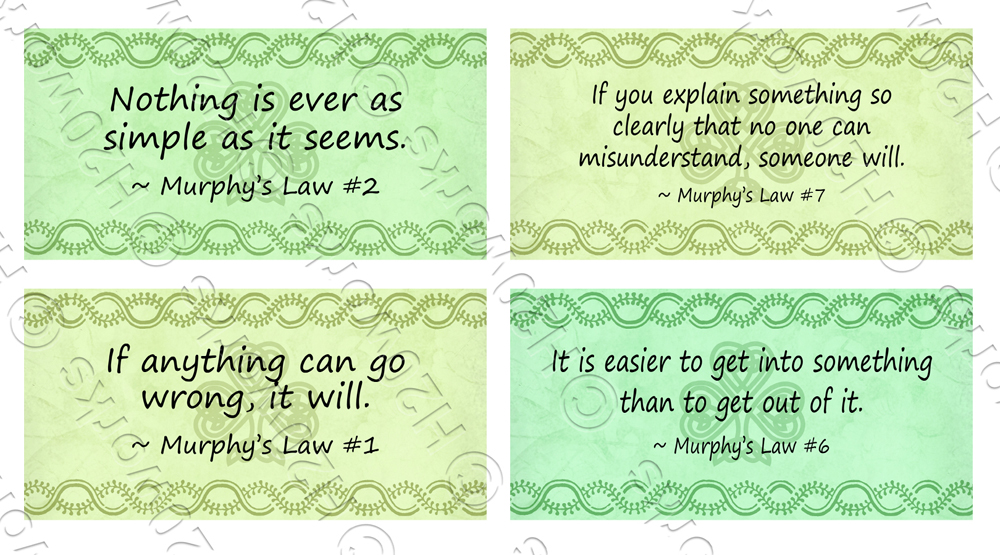 Nothing is ever as
simple as it seems.
~ Murphy's Law #2
If you explain something so
clearly that no one can
misunderstand, someone will.
~ Murphy's Law #7
If anything can go
wrong, it will.
~ Murphy's Law #1
It is easier to get into something
than to get out of it.
~ Murphy's Law #6